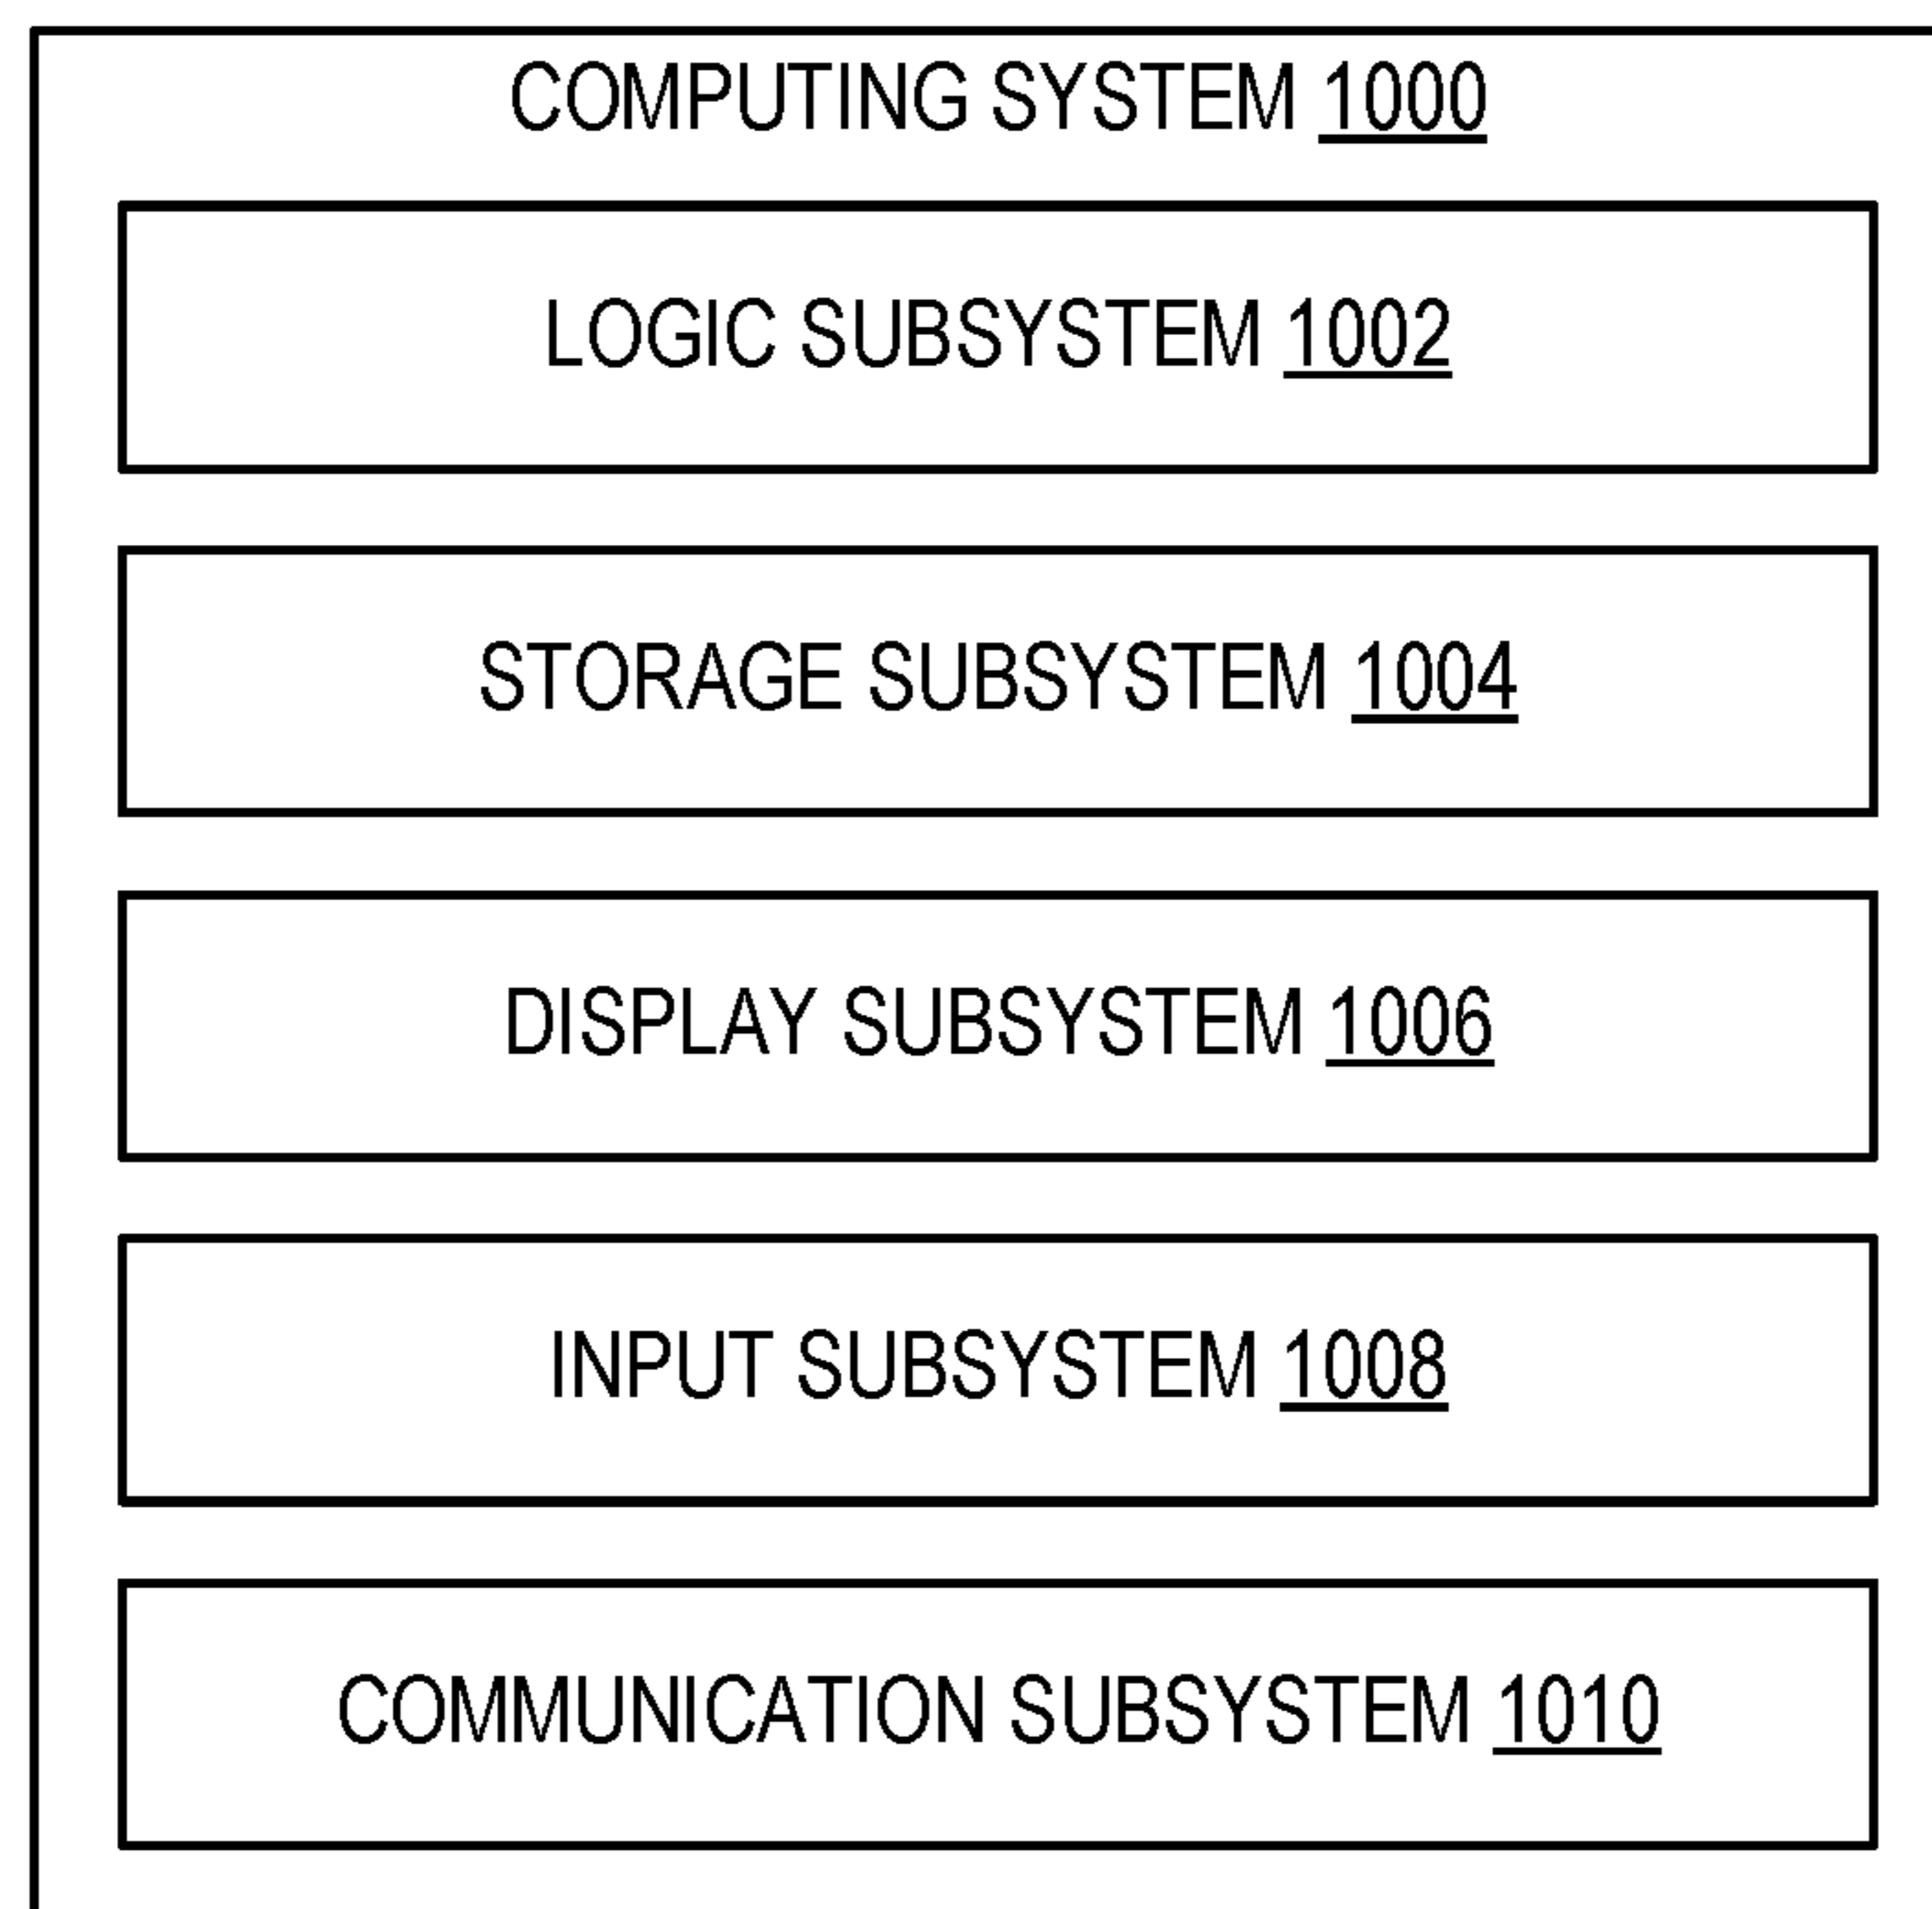 COMPUTING SYSTEM 1000
LOGIC SUBSYSTEM 1002
STORAGE SUBSYSTEM 1004
DISPLAY SUBSYSTEM 1006
INPUT SUBSYSTEM 1008
COMMUNICATION SUBSYSTEM 1010